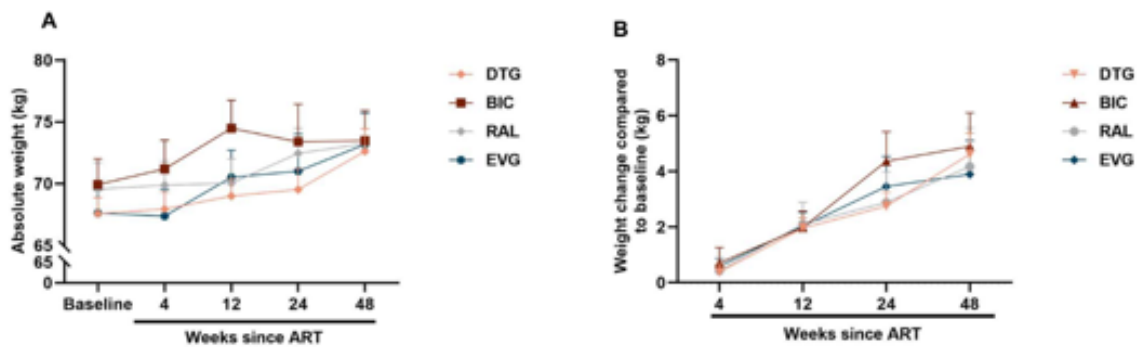 A
80
75
70
65
65
0
Absolute weight (kg)
Baseline
4
12
24
48
Weeks since ART
DTG
BIC
RAL
EVG
B
8
6
4
2
0
Weight change compared
to baseline (kg)
4
12
24
48
Weeks since ART
DTG
BIC
RAL
EVG